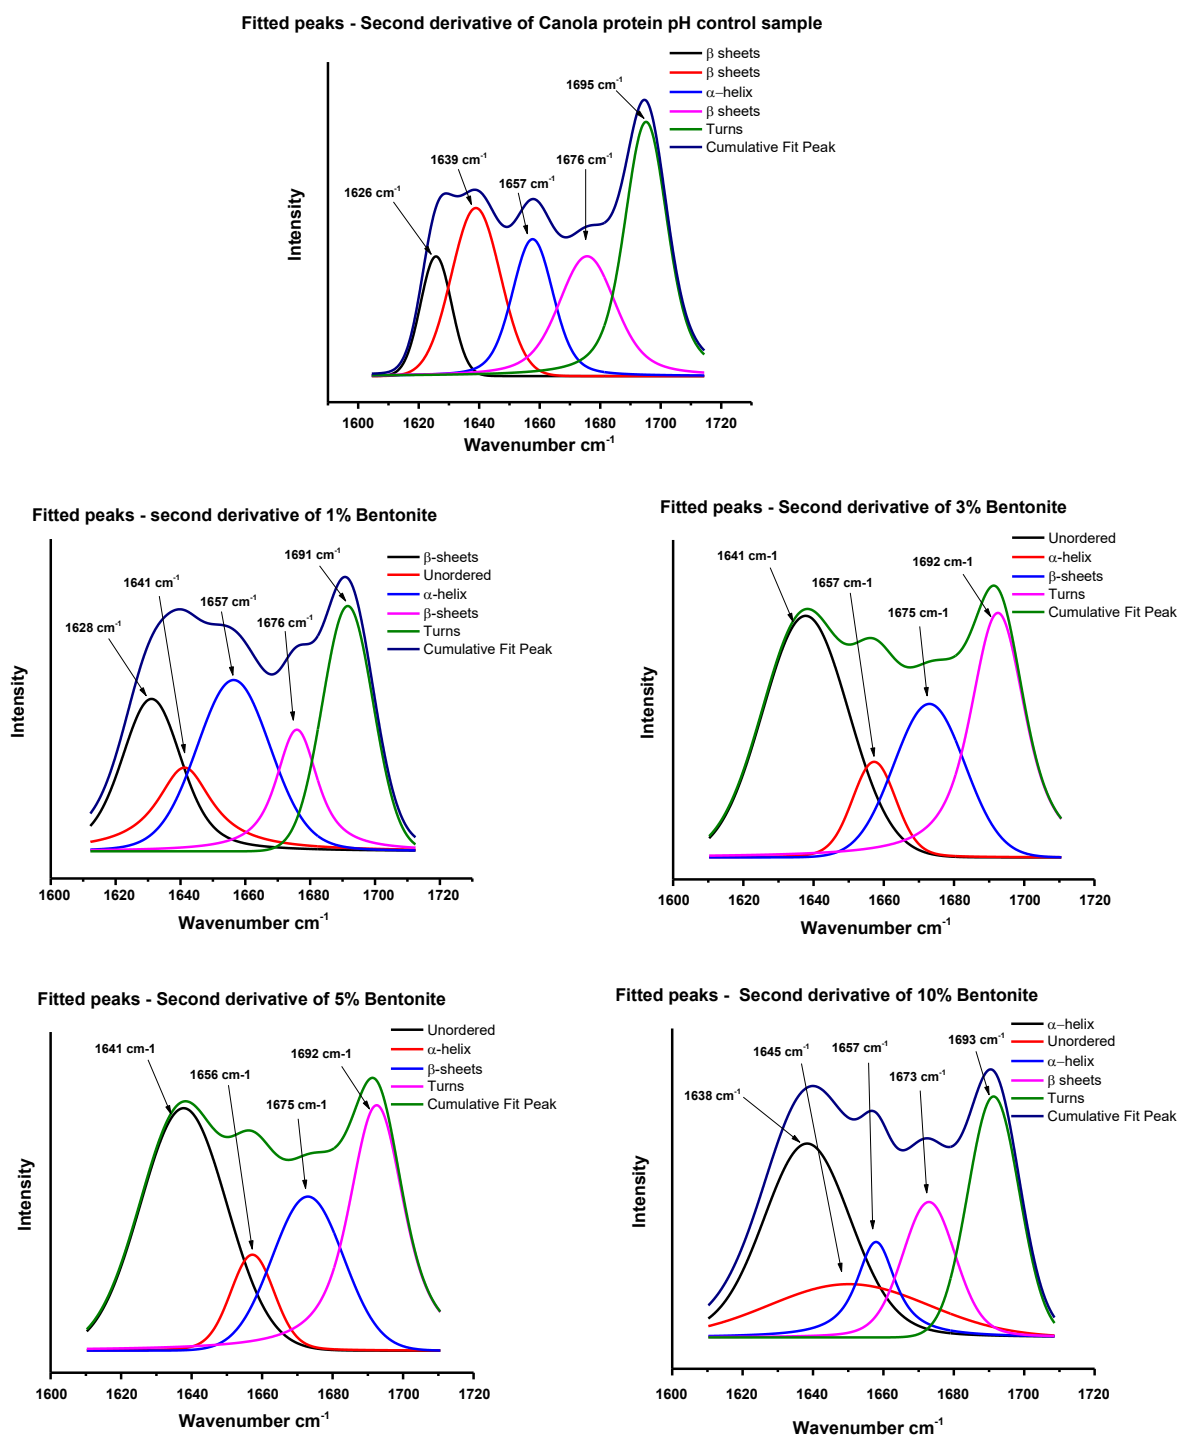 Fitted peaks - Second derivative of Canola protein pH control sample
β sheets
β sheets
α–helix
β sheets
Turns
Cumulative Fit Peak
1695 cm-1
1639 cm-1
1676 cm-1
1657 cm-1
1626 cm-1
Intensity
1600 1620 1640 1660 1680 1700 1720
Wavenumber cm-1
Fitted peaks - second derivative of 1% Bentonite
β-sheets
Unordered
α-helix
β-sheets
Turns
Cumulative Fit Peak
1691 cm-1
1641 cm-1
1657 cm-1
1676 cm-1
1628 cm-1
Intensity
1600 1620 1640 1660 1680 1700 1720
Wavenumber cm-1
Fitted peaks - Second derivative of 3% Bentonite
Unordered
α-helix
β-sheets
Turns
Cumulative Fit Peak
1641 cm-1
1692 cm-1
1657 cm-1
1675 cm-1
Intensity
1600 1620 1640 1660 1680 1700 1720
Wavenumber cm-1
Fitted peaks - Second derivative of 5% Bentonite
Unordered
α-helix
β-sheets
Turns
Cumulative Fit Peak
1641 cm-1
1692 cm-1
1656 cm-1
1675 cm-1
Intensity
1600 1620 1640 1660 1680 1700 1720
Wavenumber cm-1
Fitted peaks -  Second derivative of 10% Bentonite
α–helix
Unordered
α–helix
β sheets
Turns
Cumulative Fit Peak
1693 cm-1
1645 cm-1
1657 cm-1
1673 cm-1
1638 cm-1
Intensity
1600 1620 1640 1660 1680 1700 1720
Wavenumber cm-1